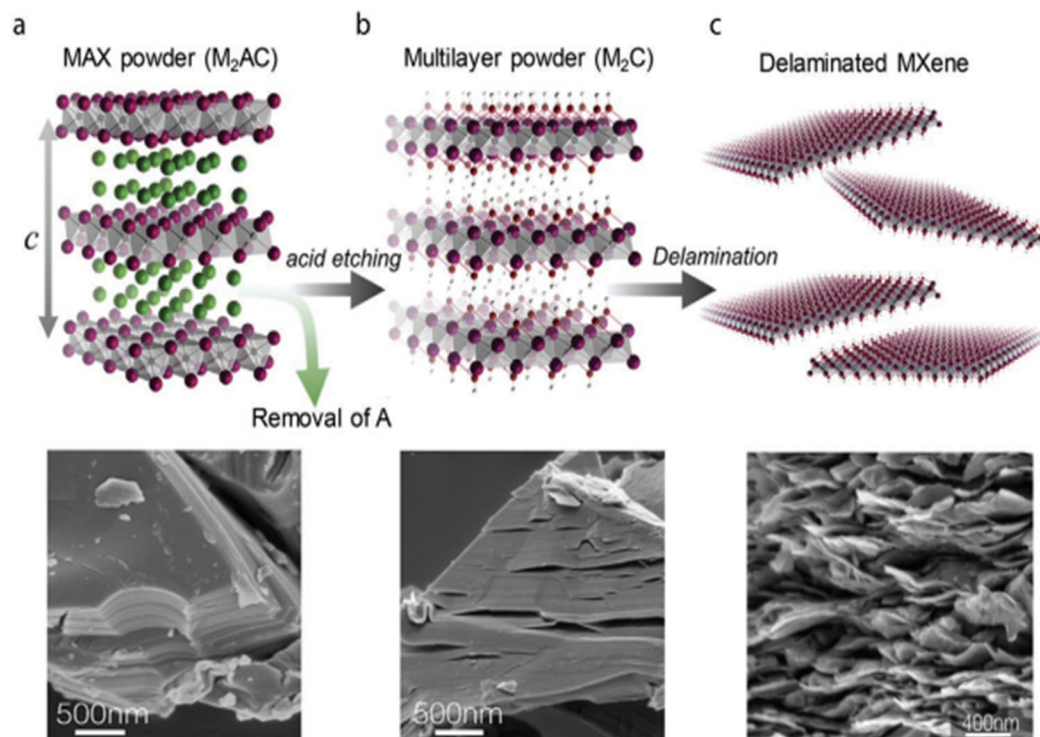 a
MAX powder (M₂AC)
b
Multilayer powder (M₂C)
c
Delaminated MXene
c
acid etching
Delamination
Removal of A
500nm
500nm
400nm